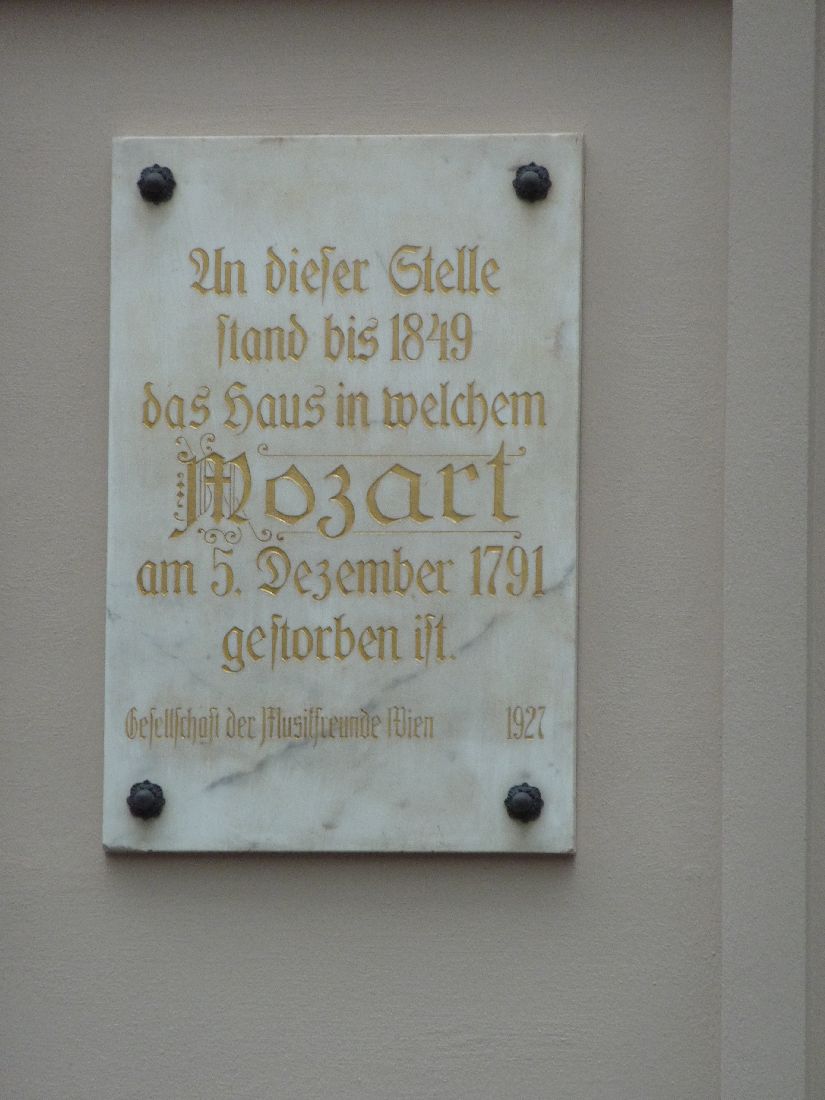 An dieser Stelle
stand bis 1849
das Haus in welchem
Mozart
am 5. Dezember 1791
gestorben ist.
Gesellschaft der Musikfreunde Wien 1927